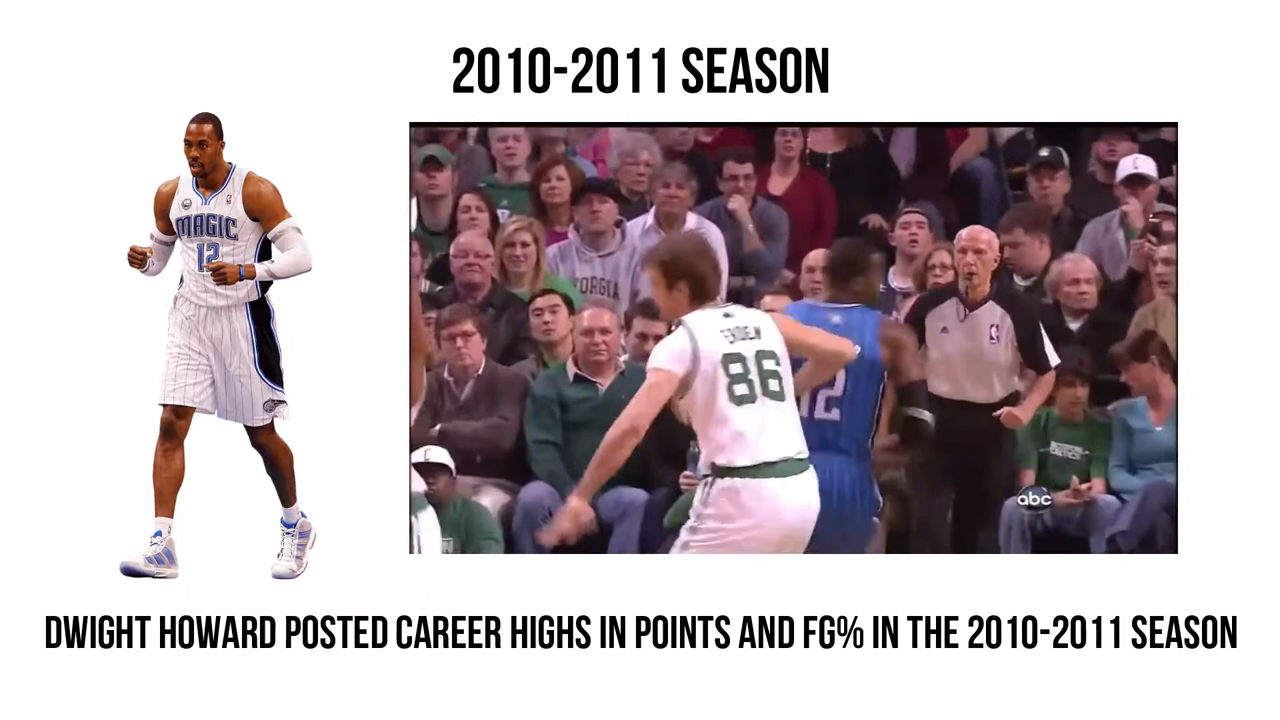 2010-2011 SEASON
MAGIC
12
GEORGIA
ERDEN
86
12
abc
DWIGHT HOWARD POSTED CAREER HIGHS IN POINTS AND FG% IN THE 2010-2011 SEASON